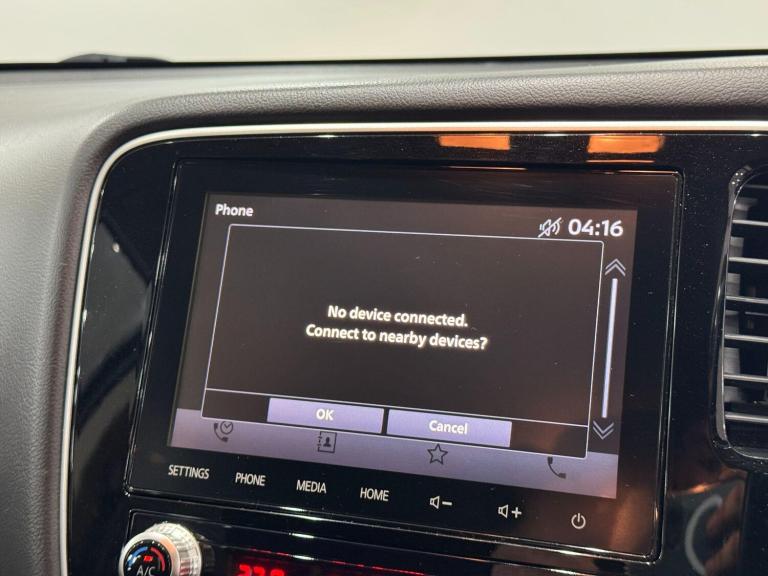 Phone
04:16
No device connected.
Connect to nearby devices?
OK
Cancel
SETTINGS
PHONE
MEDIA
HOME
A/C